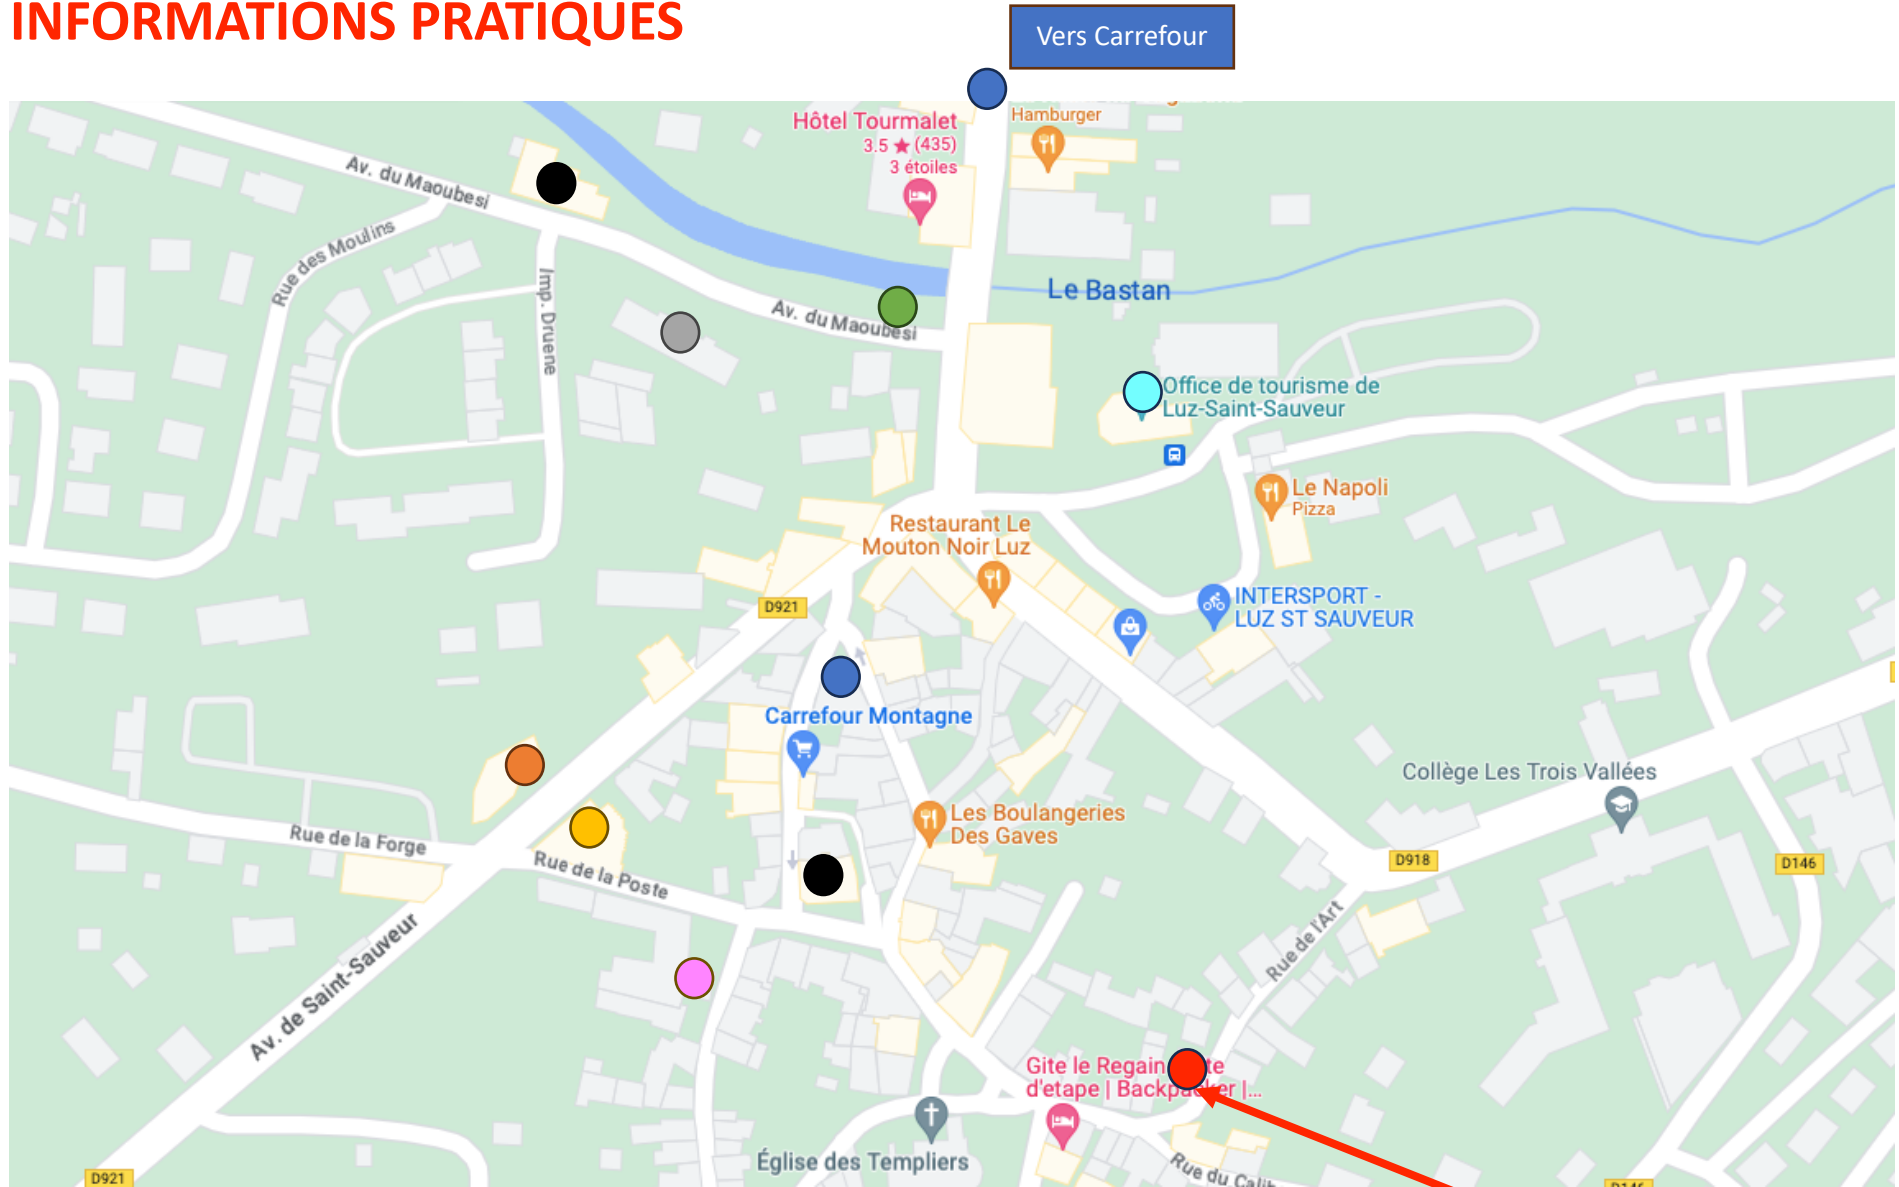 INFORMATIONS PRATIQUES
Vers Carrefour
Hôtel Tourmalet
3.5 ★ (435)
3 étoiles
Hamburger
Av. du Maoubesi
Rue des Moulins
Imp. Druene
Av. du Maoubesi
Le Bastan
Office de tourisme de
Luz-Saint-Sauveur
Le Napoli
Pizza
Restaurant Le
Mouton Noir Luz
D921
INTERSPORT -
LUZ ST SAUVEUR
Carrefour Montagne
Collège Les Trois Vallées
Les Boulangeries
Des Gaves
Rue de la Forge
Rue de la Poste
D918
D146
Av. de Saint-Sauveur
Rue de l'Art
Gite le Regain
d'etape | Backpacker |...
Église des Templiers
Rue du
D921
D146